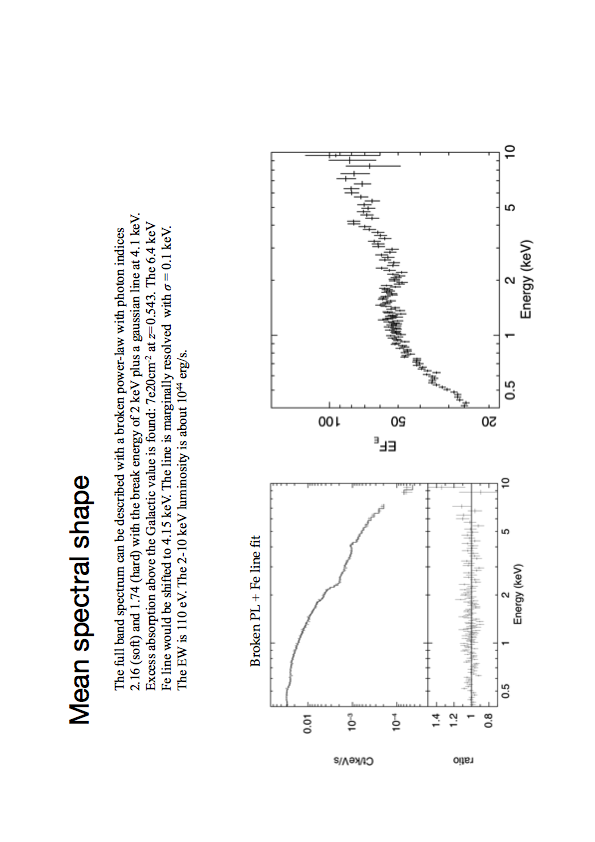 Mean spectral shape
The full band spectrum can be described with a broken power-law with photon indices
2.16 (soft) and 1.74 (hard) with the break energy of 2 keV plus a gaussian line at 4.1 keV.
Excess absorption above the Galactic value is found: 7e20cm⁻² at z=0.543. The 6.4 keV
Fe line would be shifted to 4.15 keV. The line is marginally resolved with σ = 0.1 keV.
The EW is 110 eV. The 2-10 keV luminosity is about 10⁴⁴ erg/s.
Broken PL + Fe line fit
Ct/keV/s
0.01
10⁻³
10⁻⁴
ratio
1.4
1.2
1
0.8
0.5
1
2
5
10
Energy (keV)
EF_E
100
50
20
0.5
1
2
5
10
Energy (keV)